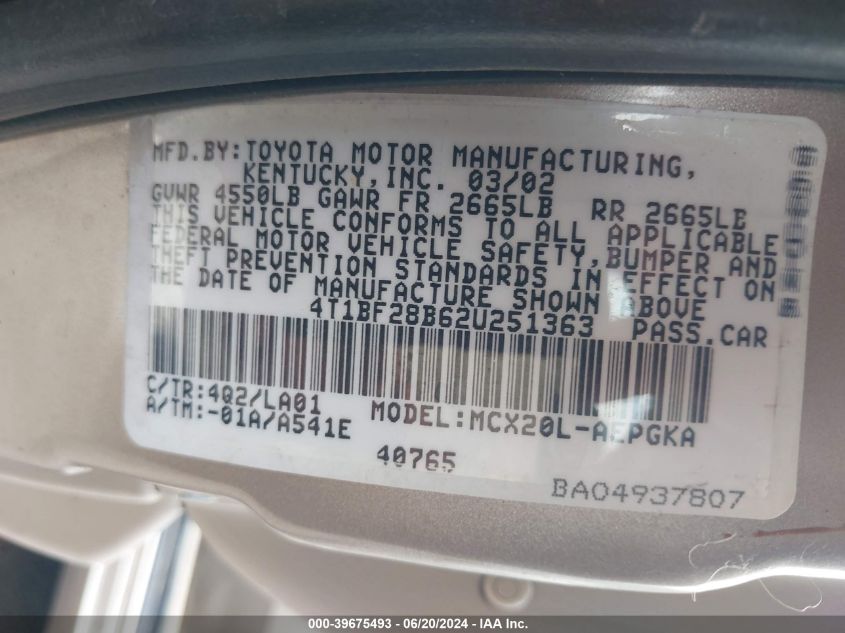 MFD.BY:TOYOTA MOTOR MANUFACTURING,
KENTUCKY,INC. 03/02
GVWR 4550LB GAWR FR 2665LB RR 2665LB
THIS VEHICLE CONFORMS TO ALL APPLICABLE
FEDERAL MOTOR VEHICLE SAFETY,BUMPER AND
THEFT PREVENTION STANDARDS IN EFFECT ON
THE DATE OF MANUFACTURE SHOWN ABOVE
4T1BF28B62U251363 PASS.CAR
C/TR:4Q2/LA01
A/TM:-01A/A541E
MODEL:MCX20L-AEPGKA
40765
BA04937807
000-39675493 - 06/20/2024 - IAA Inc.